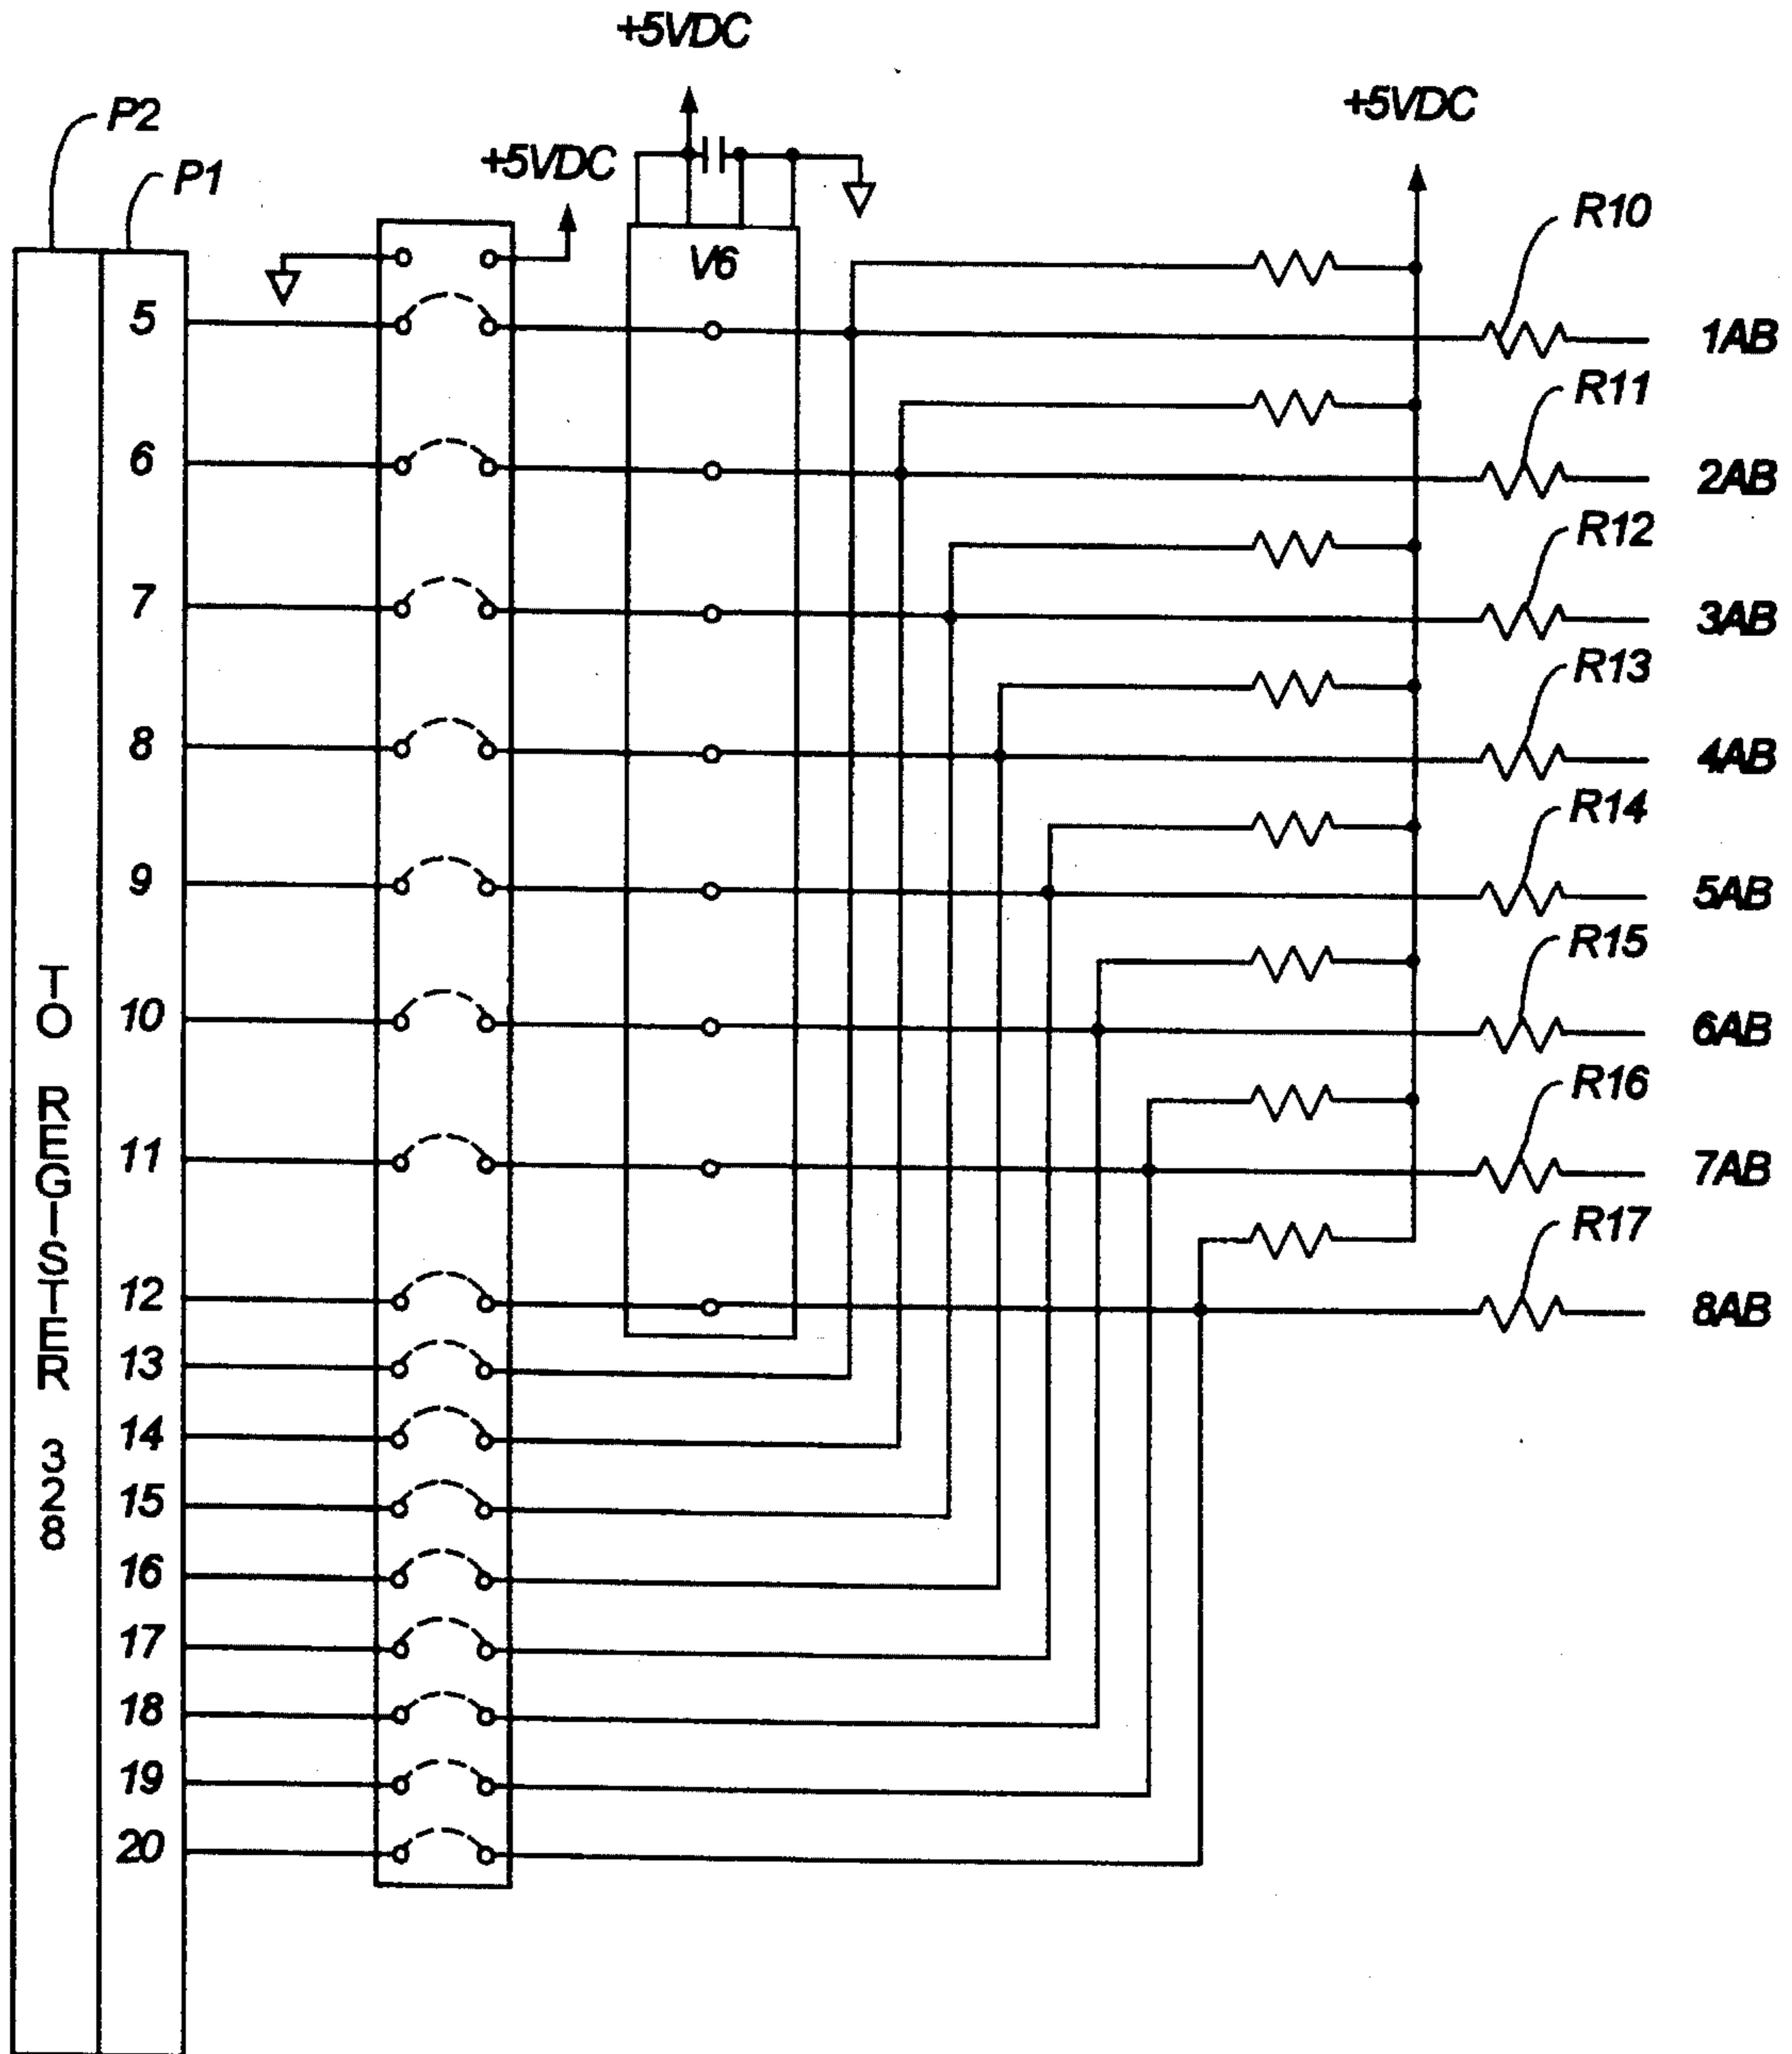 +5VDC
P2
+5VDC
P1
+5VDC
R10
V6
5
1AB
R11
6
2AB
R12
7
3AB
R13
8
4AB
R14
9
5AB
R15
10
6AB
R16
11
7AB
R17
12
8AB
13
14
15
16
17
18
19
20
TO REGISTER 328